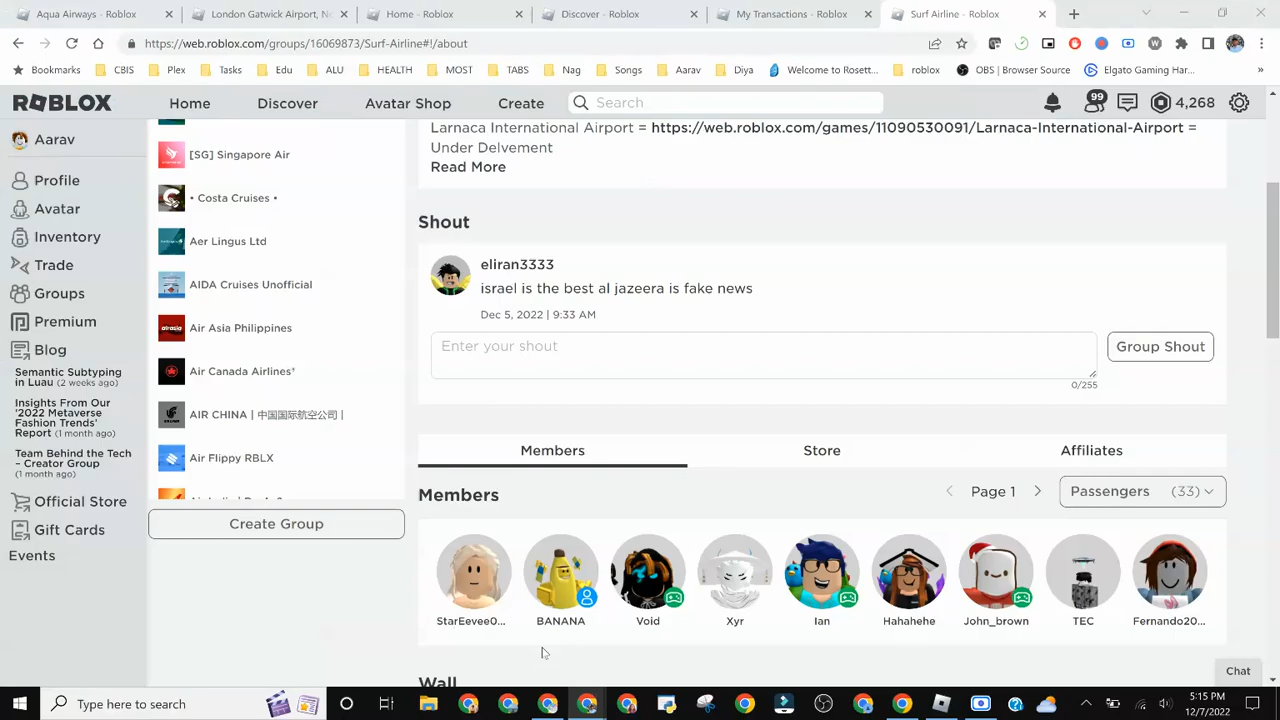 Aqua Airways - Roblox
London Gatwick Airport, N
Home - Roblox
Discover - Roblox
My Transactions - Roblox
Surf Airline - Roblox
https://web.roblox.com/groups/16069873/Surf-Airline#!/about
Bookmarks CBIS Plex Tasks Edu ALU HEALTH MOST TABS Nag Songs Aarav Diya Welcome to Rosett... roblox OBS | Browser Source Elgato Gaming Har... »
ROBLOX Home Discover Avatar Shop Create Search 99 4,268
Aarav
Profile
Avatar
Inventory
Trade
Groups
Premium
Blog
Semantic Subtyping
in Luau (2 weeks ago)
Insights From Our
'2022 Metaverse
Fashion Trends'
Report (1 month ago)
Team Behind the Tech
– Creator Group
(1 month ago)
Official Store
Gift Cards
Events
[SG] Singapore Air
• Costa Cruises •
Aer Lingus Ltd
AIDA Cruises Unofficial
Air Asia Philippines
Air Canada Airlines*
AIR CHINA | 中国国际航空公司 |
Air Flippy RBLX
Create Group
Larnaca International Airport = https://web.roblox.com/games/11090530091/Larnaca-International-Airport =
Under Delvement
Read More
Shout
eliran3333
israel is the best al jazeera is fake news
Dec 5, 2022 | 9:33 AM
Enter your shout
Group Shout
0/255
Members Store Affiliates
Members
Page 1
Passengers (33)
StarEevee0... BANANA Void Xyr Ian Hahahehe John_brown TEC Fernando20...
Wall
Chat
Type here to search
5:15 PM
12/7/2022